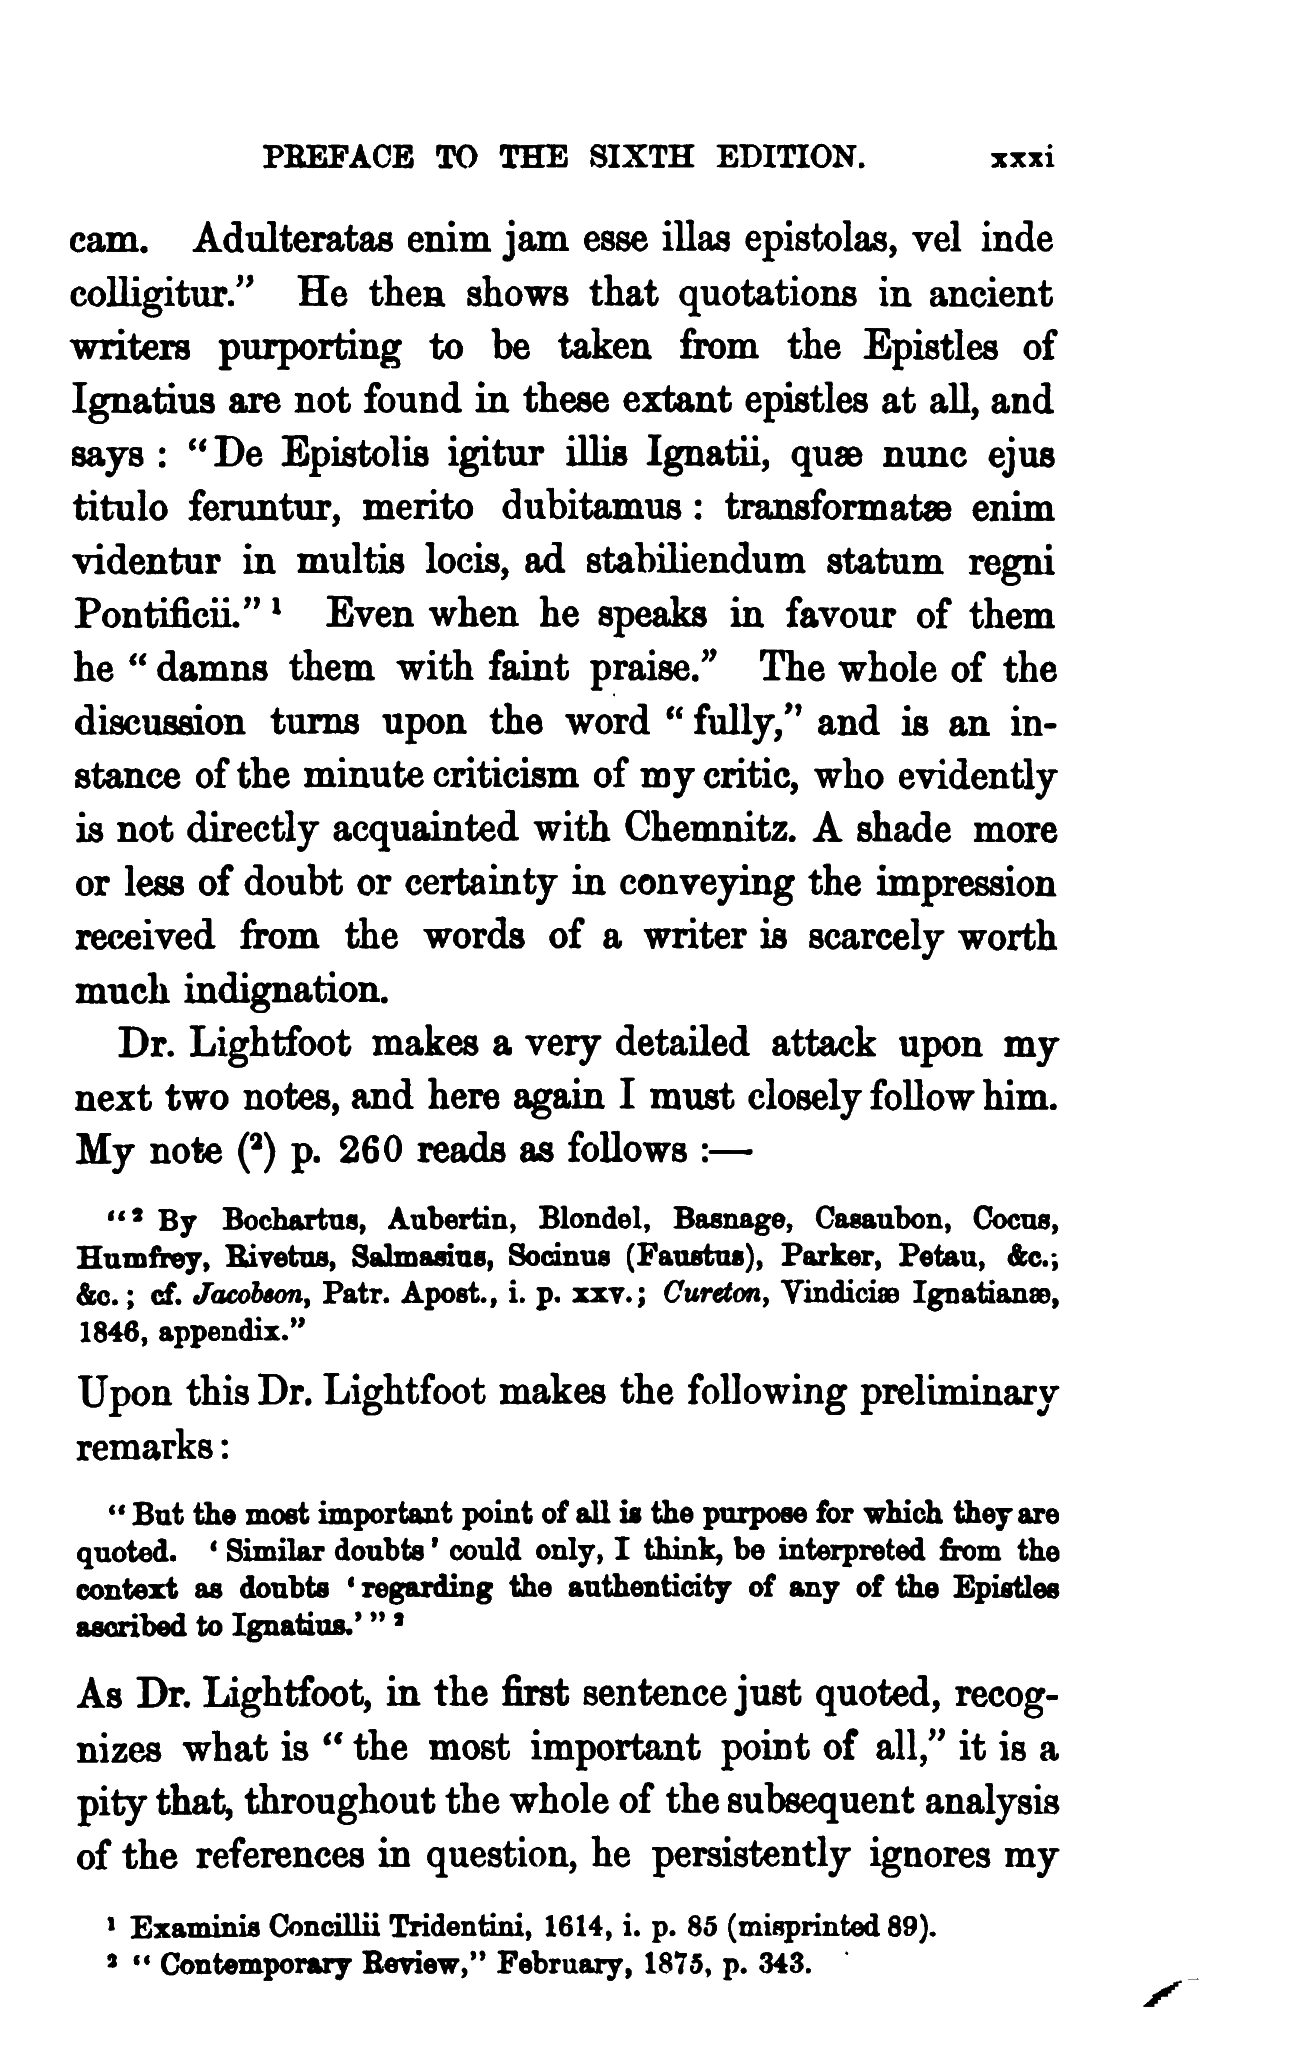 PREFACE TO THE SIXTH EDITION. xxxi
cam. Adulteratas enim jam esse illas epistolas, vel inde
colligitur.” He then shows that quotations in ancient
writers purporting to be taken from the Epistles of
Ignatius are not found in these extant epistles at all, and
says : “De Epistolis igitur illis Ignatii, quæ nunc ejus
titulo feruntur, merito dubitamus : transformatæ enim
videntur in multis locis, ad stabiliendum statum regni
Pontificii.” ¹ Even when he speaks in favour of them
he “ damns them with faint praise.” The whole of the
discussion turns upon the word “ fully,” and is an in-
stance of the minute criticism of my critic, who evidently
is not directly acquainted with Chemnitz. A shade more
or less of doubt or certainty in conveying the impression
received from the words of a writer is scarcely worth
much indignation.
Dr. Lightfoot makes a very detailed attack upon my
next two notes, and here again I must closely follow him.
My note (²) p. 260 reads as follows :—
“² By Bochartus, Aubertin, Blondel, Basnage, Casaubon, Cocus,
Humfrey, Rivetus, Salmasius, Socinus (Faustus), Parker, Petau, &c.;
&c. ; cf. Jacobson, Patr. Apost., i. p. xxv. ; Cureton, Vindiciæ Ignatianæ,
1846, appendix.”
Upon this Dr. Lightfoot makes the following preliminary
remarks :
“ But the most important point of all is the purpose for which they are
quoted. ‘ Similar doubts ’ could only, I think, be interpreted from the
context as doubts ‘ regarding the authenticity of any of the Epistles
ascribed to Ignatius.’ ” ²
As Dr. Lightfoot, in the first sentence just quoted, recog-
nizes what is “ the most important point of all,” it is a
pity that, throughout the whole of the subsequent analysis
of the references in question, he persistently ignores my
¹ Examinis Concillii Tridentini, 1614, i. p. 85 (misprinted 89).
² “ Contemporary Review,” February, 1875, p. 343.